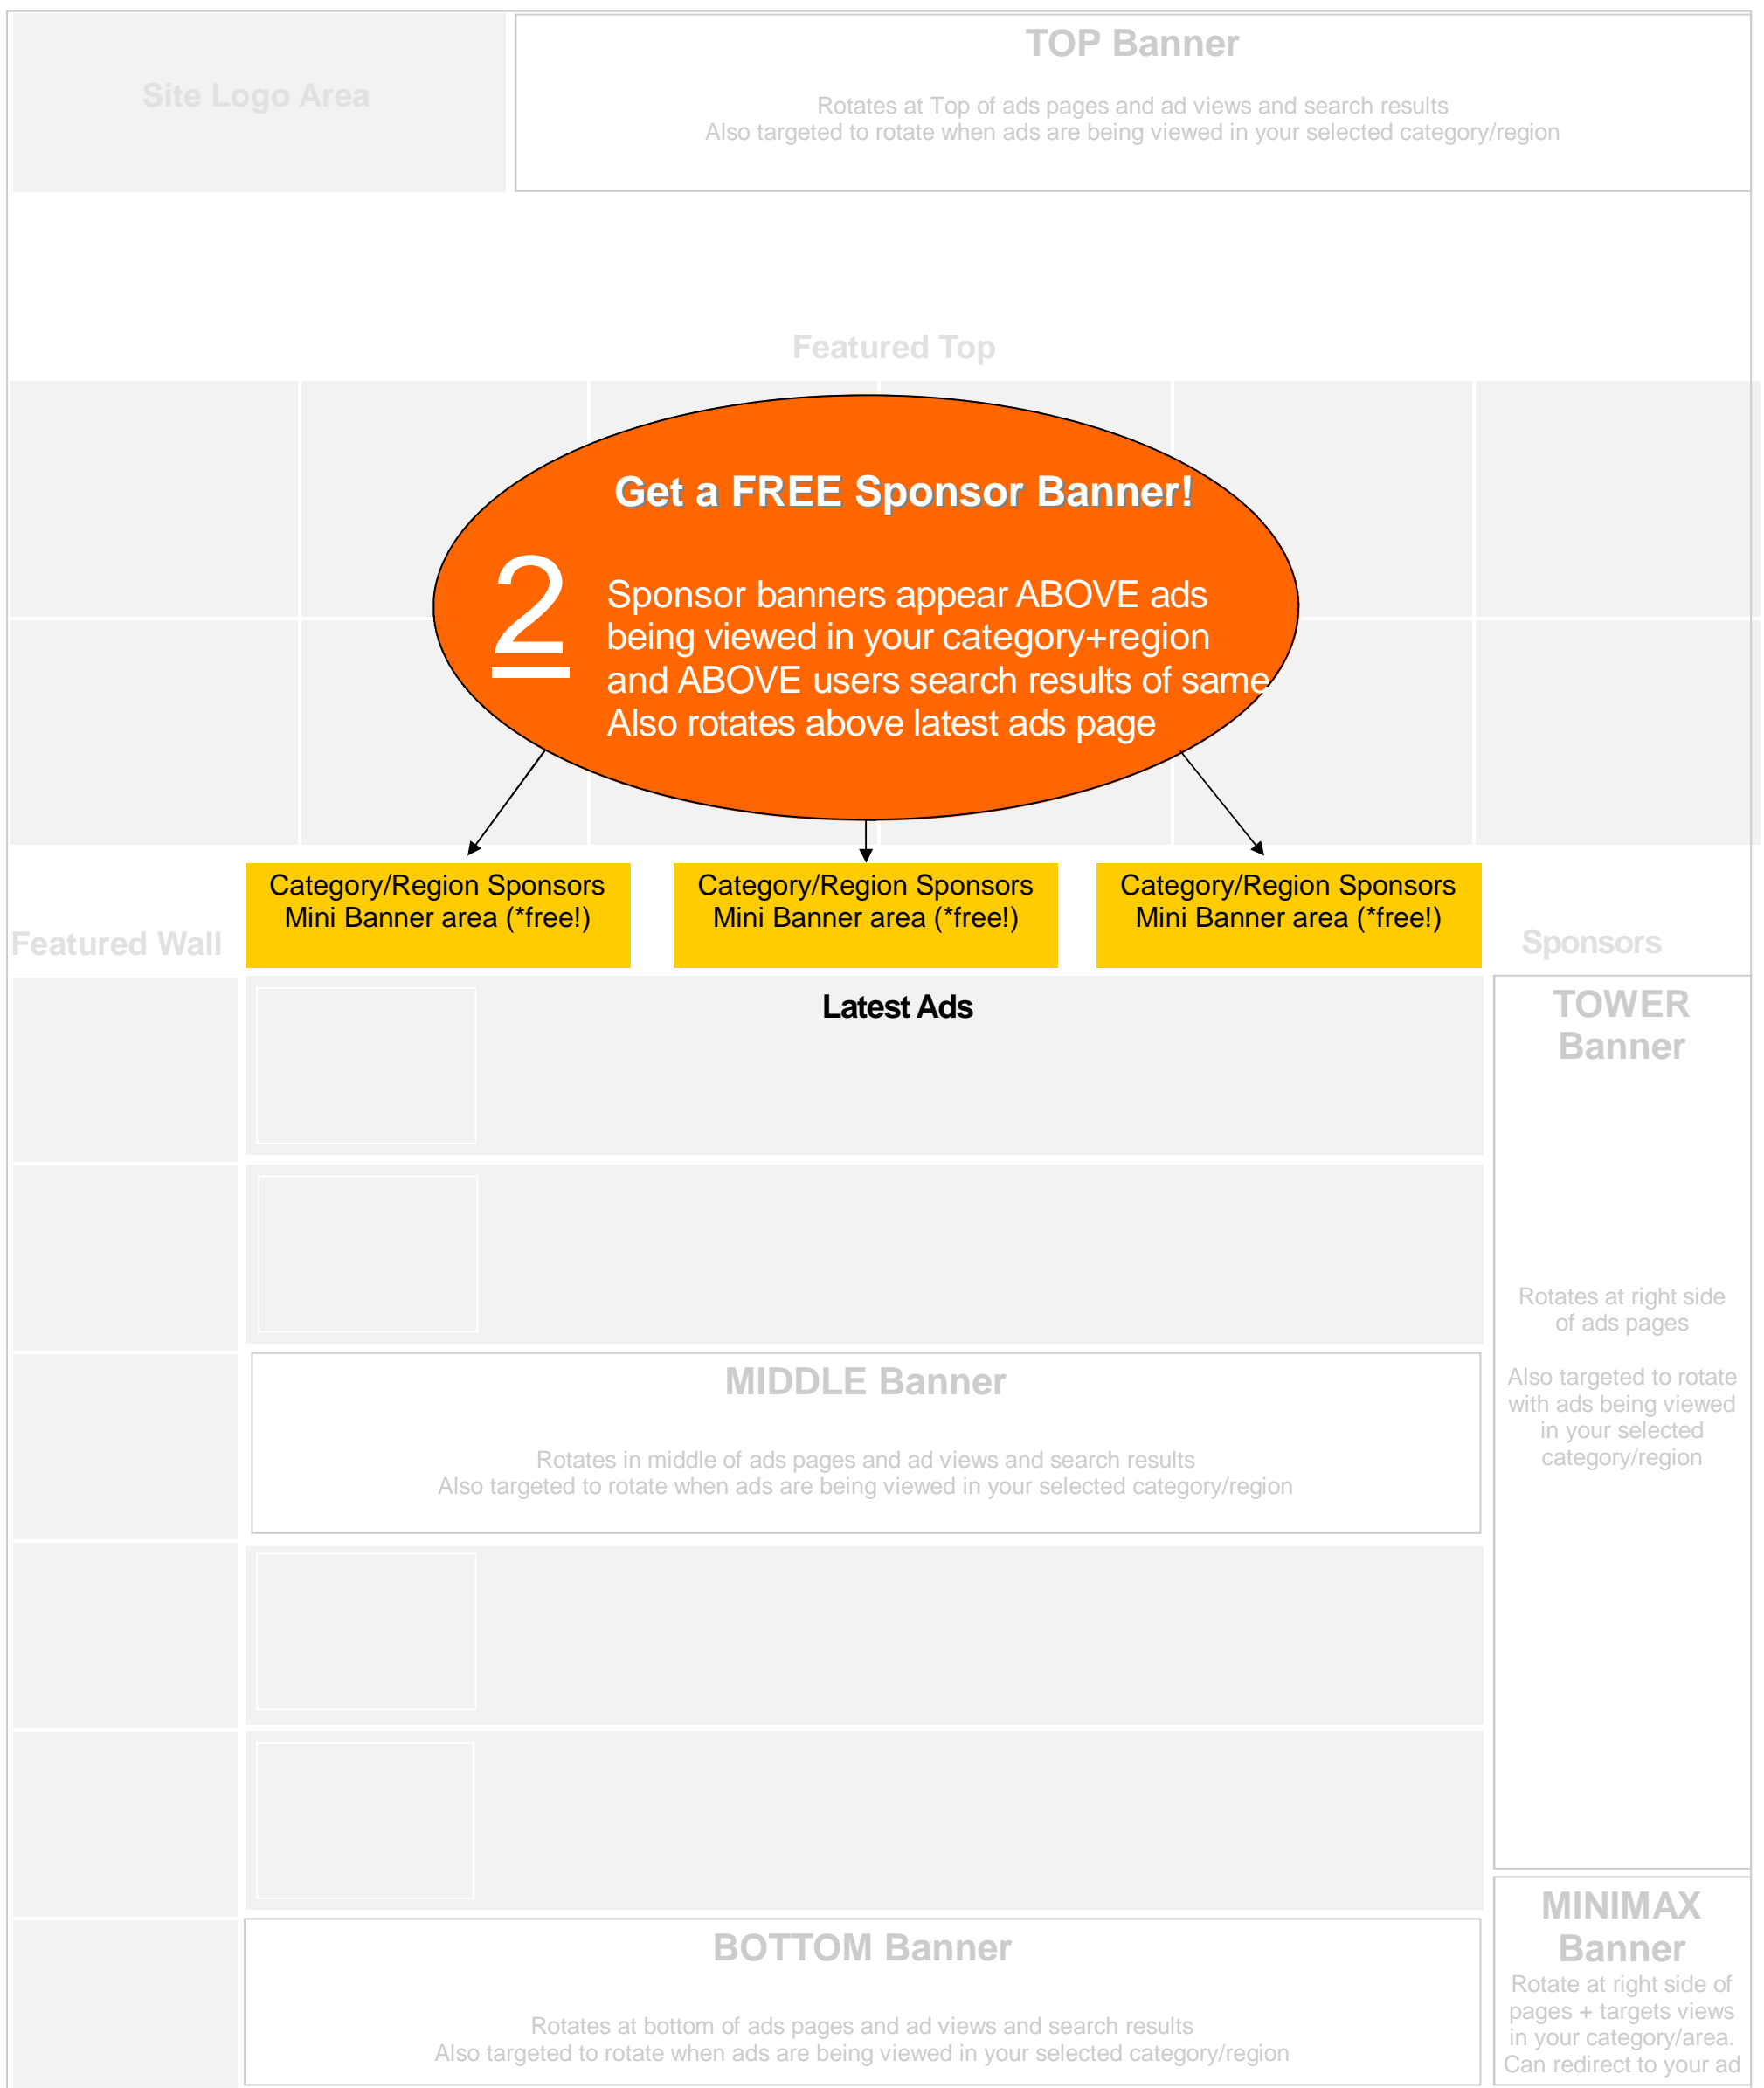 TOP Banner
Site Logo Area
Rotates at Top of ads pages and ad views and search results
Also targeted to rotate when ads are being viewed in your selected category/region
Featured Top
Get a FREE Sponsor Banner!
2
Sponsor banners appear ABOVE ads
being viewed in your category+region
and ABOVE users search results of same
Also rotates above latest ads page
Category/Region Sponsors
Mini Banner area (*free!)
Category/Region Sponsors
Mini Banner area (*free!)
Category/Region Sponsors
Mini Banner area (*free!)
Featured Wall
Sponsors
Latest Ads
TOWER
Banner
Rotates at right side
of ads pages
Also targeted to rotate
with ads being viewed
in your selected
category/region
MIDDLE Banner
Rotates in middle of ads pages and ad views and search results
Also targeted to rotate when ads are being viewed in your selected category/region
BOTTOM Banner
Rotates at bottom of ads pages and ad views and search results
Also targeted to rotate when ads are being viewed in your selected category/region
MINIMAX
Banner
Rotate at right side of
pages + targets views
in your category/area.
Can redirect to your ad